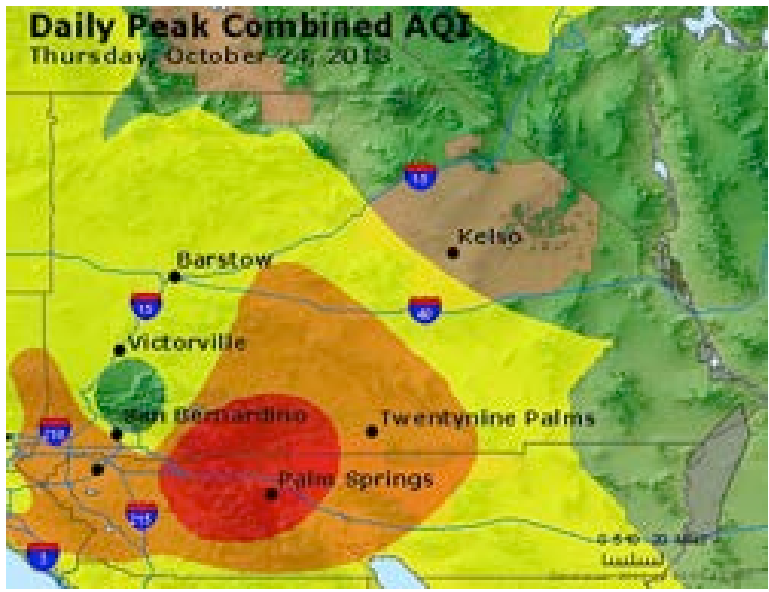 Daily Peak Combined AQI
Thursday, October 24, 2013
15
Kelso
Barstow
15
40
Victorville
San Bernardino
Twentynine Palms
Palm Springs
215